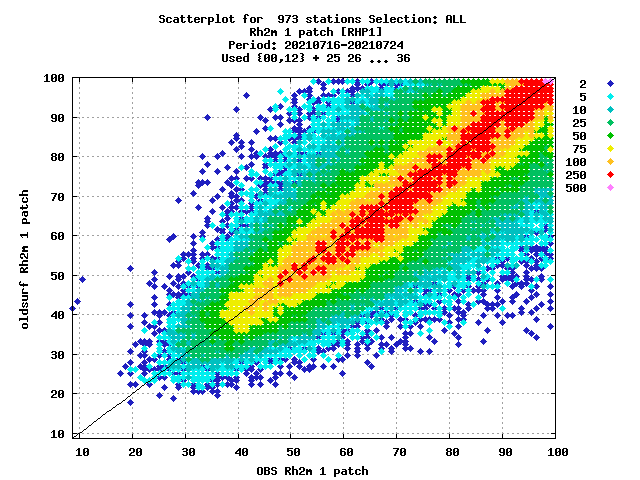 Scatterplot for  973 stations Selection: ALL
Rh2m 1 patch [RHP1]
Period: 20210716-20210724
Used {00,12} + 25 26 ... 36
100
90
80
70
60
50
40
30
20
10
oldsurf Rh2m 1 patch
2
5
10
25
50
75
100
250
500
10 20 30 40 50 60 70 80 90 100
OBS Rh2m 1 patch